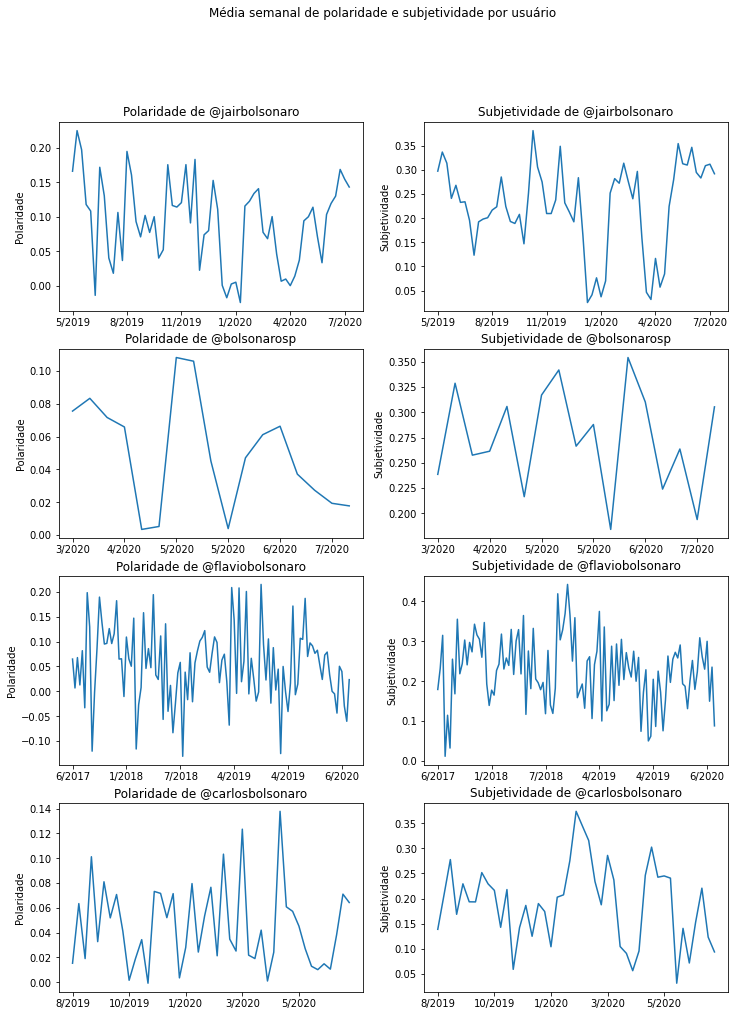 Média semanal de polaridade e subjetividade por usuário
Polaridade de @jairbolsonaro
Polaridade
0.20
0.15
0.10
0.05
0.00
5/2019 8/2019 11/2019 1/2020 4/2020 7/2020
Subjetividade de @jairbolsonaro
Subjetividade
0.35
0.30
0.25
0.20
0.15
0.10
0.05
5/2019 8/2019 11/2019 1/2020 4/2020 7/2020
Polaridade de @bolsonarosp
Polaridade
0.10
0.08
0.06
0.04
0.02
0.00
3/2020 4/2020 5/2020 5/2020 6/2020 7/2020
Subjetividade de @bolsonarosp
Subjetividade
0.350
0.325
0.300
0.275
0.250
0.225
0.200
3/2020 4/2020 5/2020 5/2020 6/2020 7/2020
Polaridade de @flaviobolsonaro
Polaridade
0.20
0.15
0.10
0.05
0.00
−0.05
−0.10
6/2017 1/2018 7/2018 4/2019 4/2019 6/2020
Subjetividade de @flaviobolsonaro
Subjetividade
0.4
0.3
0.2
0.1
0.0
6/2017 1/2018 7/2018 4/2019 4/2019 6/2020
Polaridade de @carlosbolsonaro
Polaridade
0.14
0.12
0.10
0.08
0.06
0.04
0.02
0.00
8/2019 10/2019 1/2020 3/2020 5/2020
Subjetividade de @carlosbolsonaro
Subjetividade
0.35
0.30
0.25
0.20
0.15
0.10
0.05
8/2019 10/2019 1/2020 3/2020 5/2020